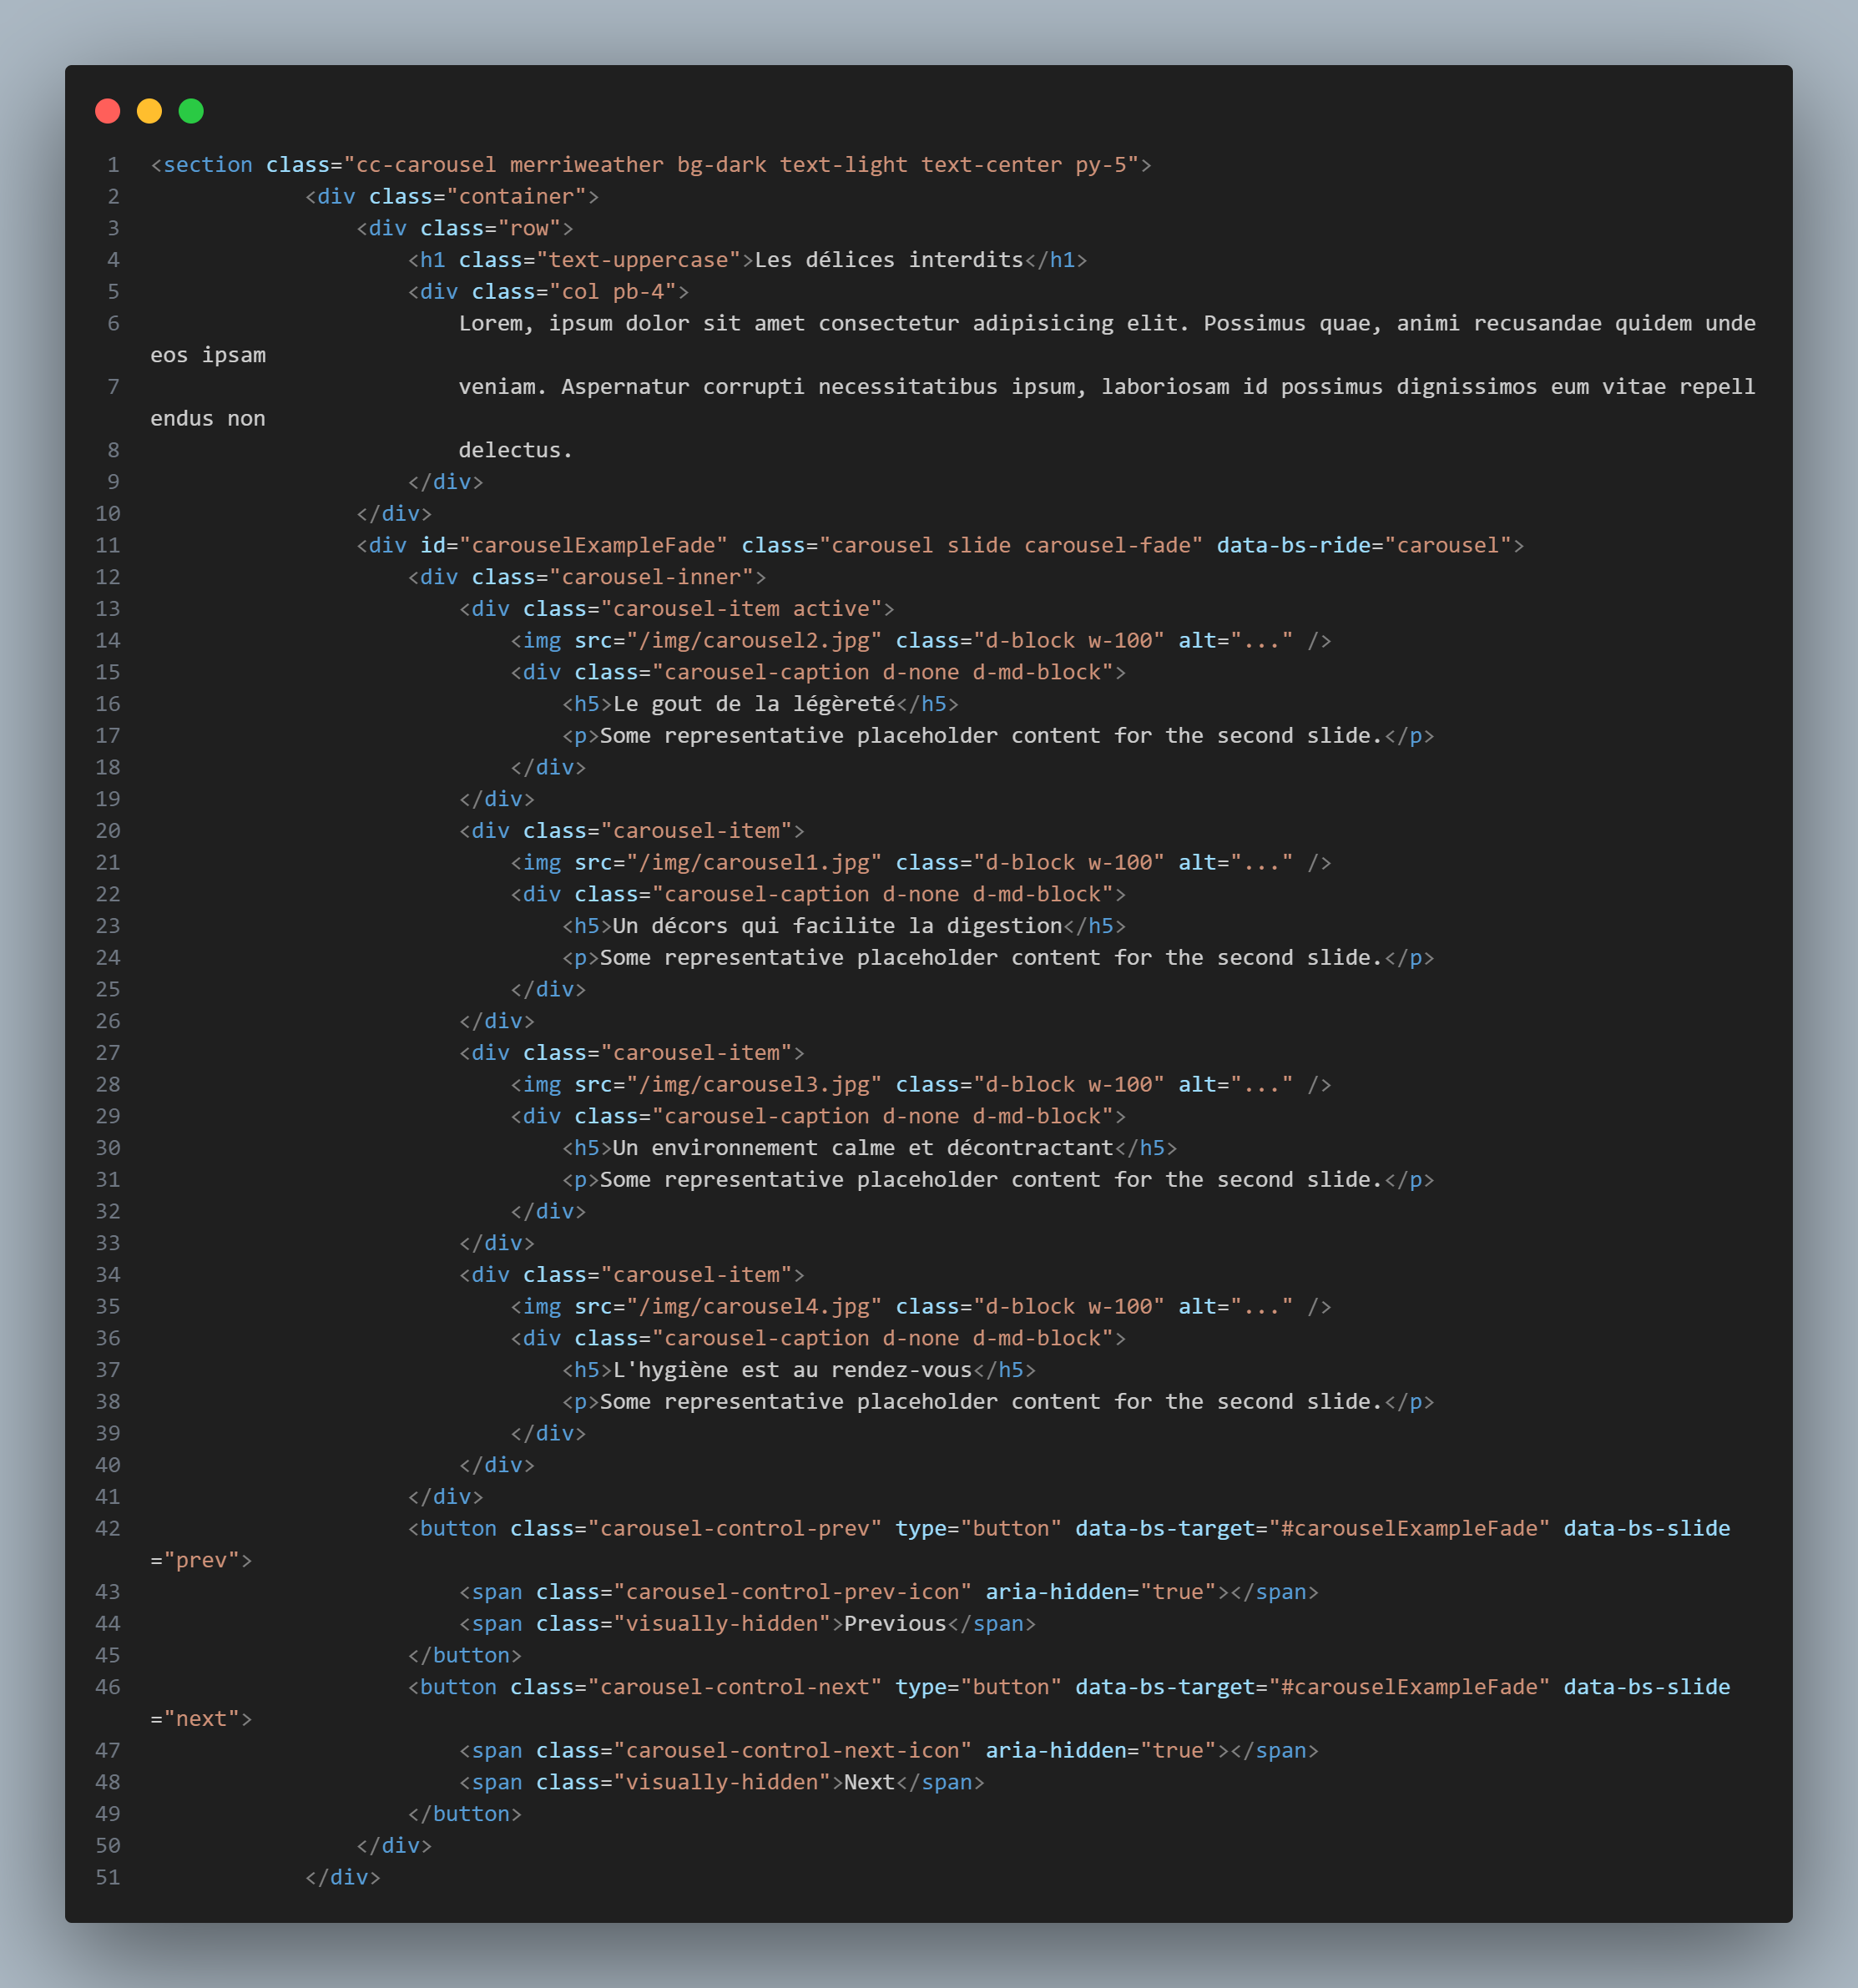 1 <section class="cc-carousel merriweather bg-dark text-light text-center py-5">
2             <div class="container">
3                 <div class="row">
4                     <h1 class="text-uppercase">Les délices interdits</h1>
5                     <div class="col pb-4">
6                         Lorem, ipsum dolor sit amet consectetur adipisicing elit. Possimus quae, animi recusandae quidem unde
eos ipsam
7                         veniam. Aspernatur corrupti necessitatibus ipsum, laboriosam id possimus dignissimos eum vitae repell
endus non
8                         delectus.
9                     </div>
10                 </div>
11                 <div id="carouselExampleFade" class="carousel slide carousel-fade" data-bs-ride="carousel">
12                     <div class="carousel-inner">
13                         <div class="carousel-item active">
14                             <img src="/img/carousel2.jpg" class="d-block w-100" alt="..." />
15                             <div class="carousel-caption d-none d-md-block">
16                                 <h5>Le gout de la légèreté</h5>
17                                 <p>Some representative placeholder content for the second slide.</p>
18                             </div>
19                         </div>
20                         <div class="carousel-item">
21                             <img src="/img/carousel1.jpg" class="d-block w-100" alt="..." />
22                             <div class="carousel-caption d-none d-md-block">
23                                 <h5>Un décors qui facilite la digestion</h5>
24                                 <p>Some representative placeholder content for the second slide.</p>
25                             </div>
26                         </div>
27                         <div class="carousel-item">
28                             <img src="/img/carousel3.jpg" class="d-block w-100" alt="..." />
29                             <div class="carousel-caption d-none d-md-block">
30                                 <h5>Un environnement calme et décontractant</h5>
31                                 <p>Some representative placeholder content for the second slide.</p>
32                             </div>
33                         </div>
34                         <div class="carousel-item">
35                             <img src="/img/carousel4.jpg" class="d-block w-100" alt="..." />
36                             <div class="carousel-caption d-none d-md-block">
37                                 <h5>L'hygiène est au rendez-vous</h5>
38                                 <p>Some representative placeholder content for the second slide.</p>
39                             </div>
40                         </div>
41                     </div>
42                     <button class="carousel-control-prev" type="button" data-bs-target="#carouselExampleFade" data-bs-slide
="prev">
43                         <span class="carousel-control-prev-icon" aria-hidden="true"></span>
44                         <span class="visually-hidden">Previous</span>
45                     </button>
46                     <button class="carousel-control-next" type="button" data-bs-target="#carouselExampleFade" data-bs-slide
="next">
47                         <span class="carousel-control-next-icon" aria-hidden="true"></span>
48                         <span class="visually-hidden">Next</span>
49                     </button>
50                 </div>
51             </div>